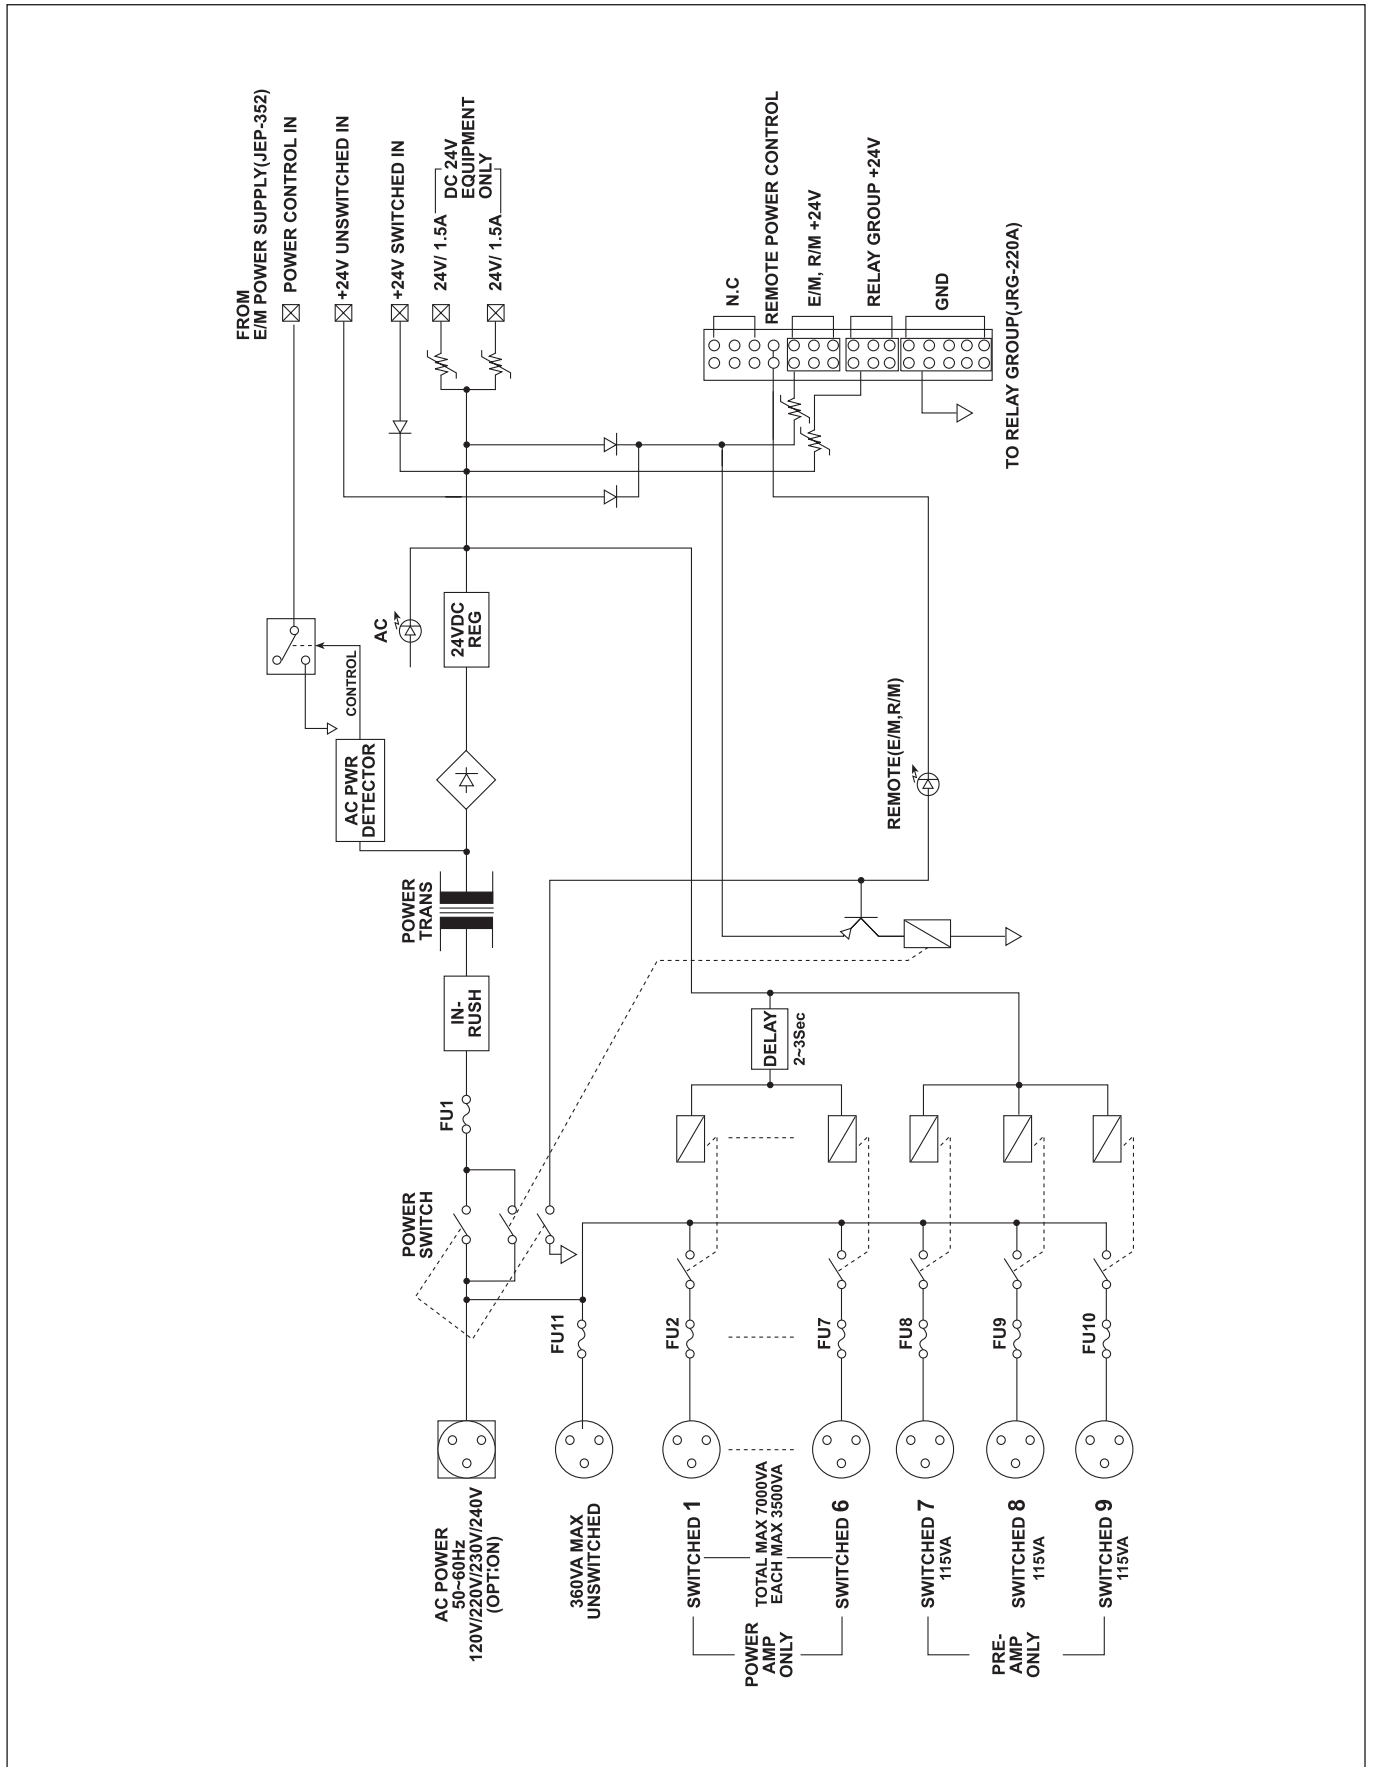 FROM
E/M POWER SUPPLY(JEP-352)
POWER CONTROL IN
+24V UNSWITCHED IN
+24V SWITCHED IN
24V/ 1.5A
24V/ 1.5A
DC 24V
EQUIPMENT
ONLY
N.C
REMOTE POWER CONTROL
E/M, R/M +24V
RELAY GROUP +24V
GND
TO RELAY GROUP(JRG-220A)
CONTROL
AC PWR
DETECTOR
AC
24VDC
REG
REMOTE(E/M,R/M)
POWER
TRANS
IN-
RUSH
DELAY
2~3Sec
FU1
POWER
SWITCH
FU11
FU2
FU7
FU8
FU9
FU10
AC POWER
50~60Hz
120V/220V/230V/240V
(OPT:ON)
360VA MAX
UNSWITCHED
SWITCHED 1
TOTAL MAX 7000VA
EACH MAX 3500VA
SWITCHED 6
SWITCHED 7
115VA
SWITCHED 8
115VA
SWITCHED 9
115VA
POWER
AMP
ONLY
PRE-
AMP
ONLY